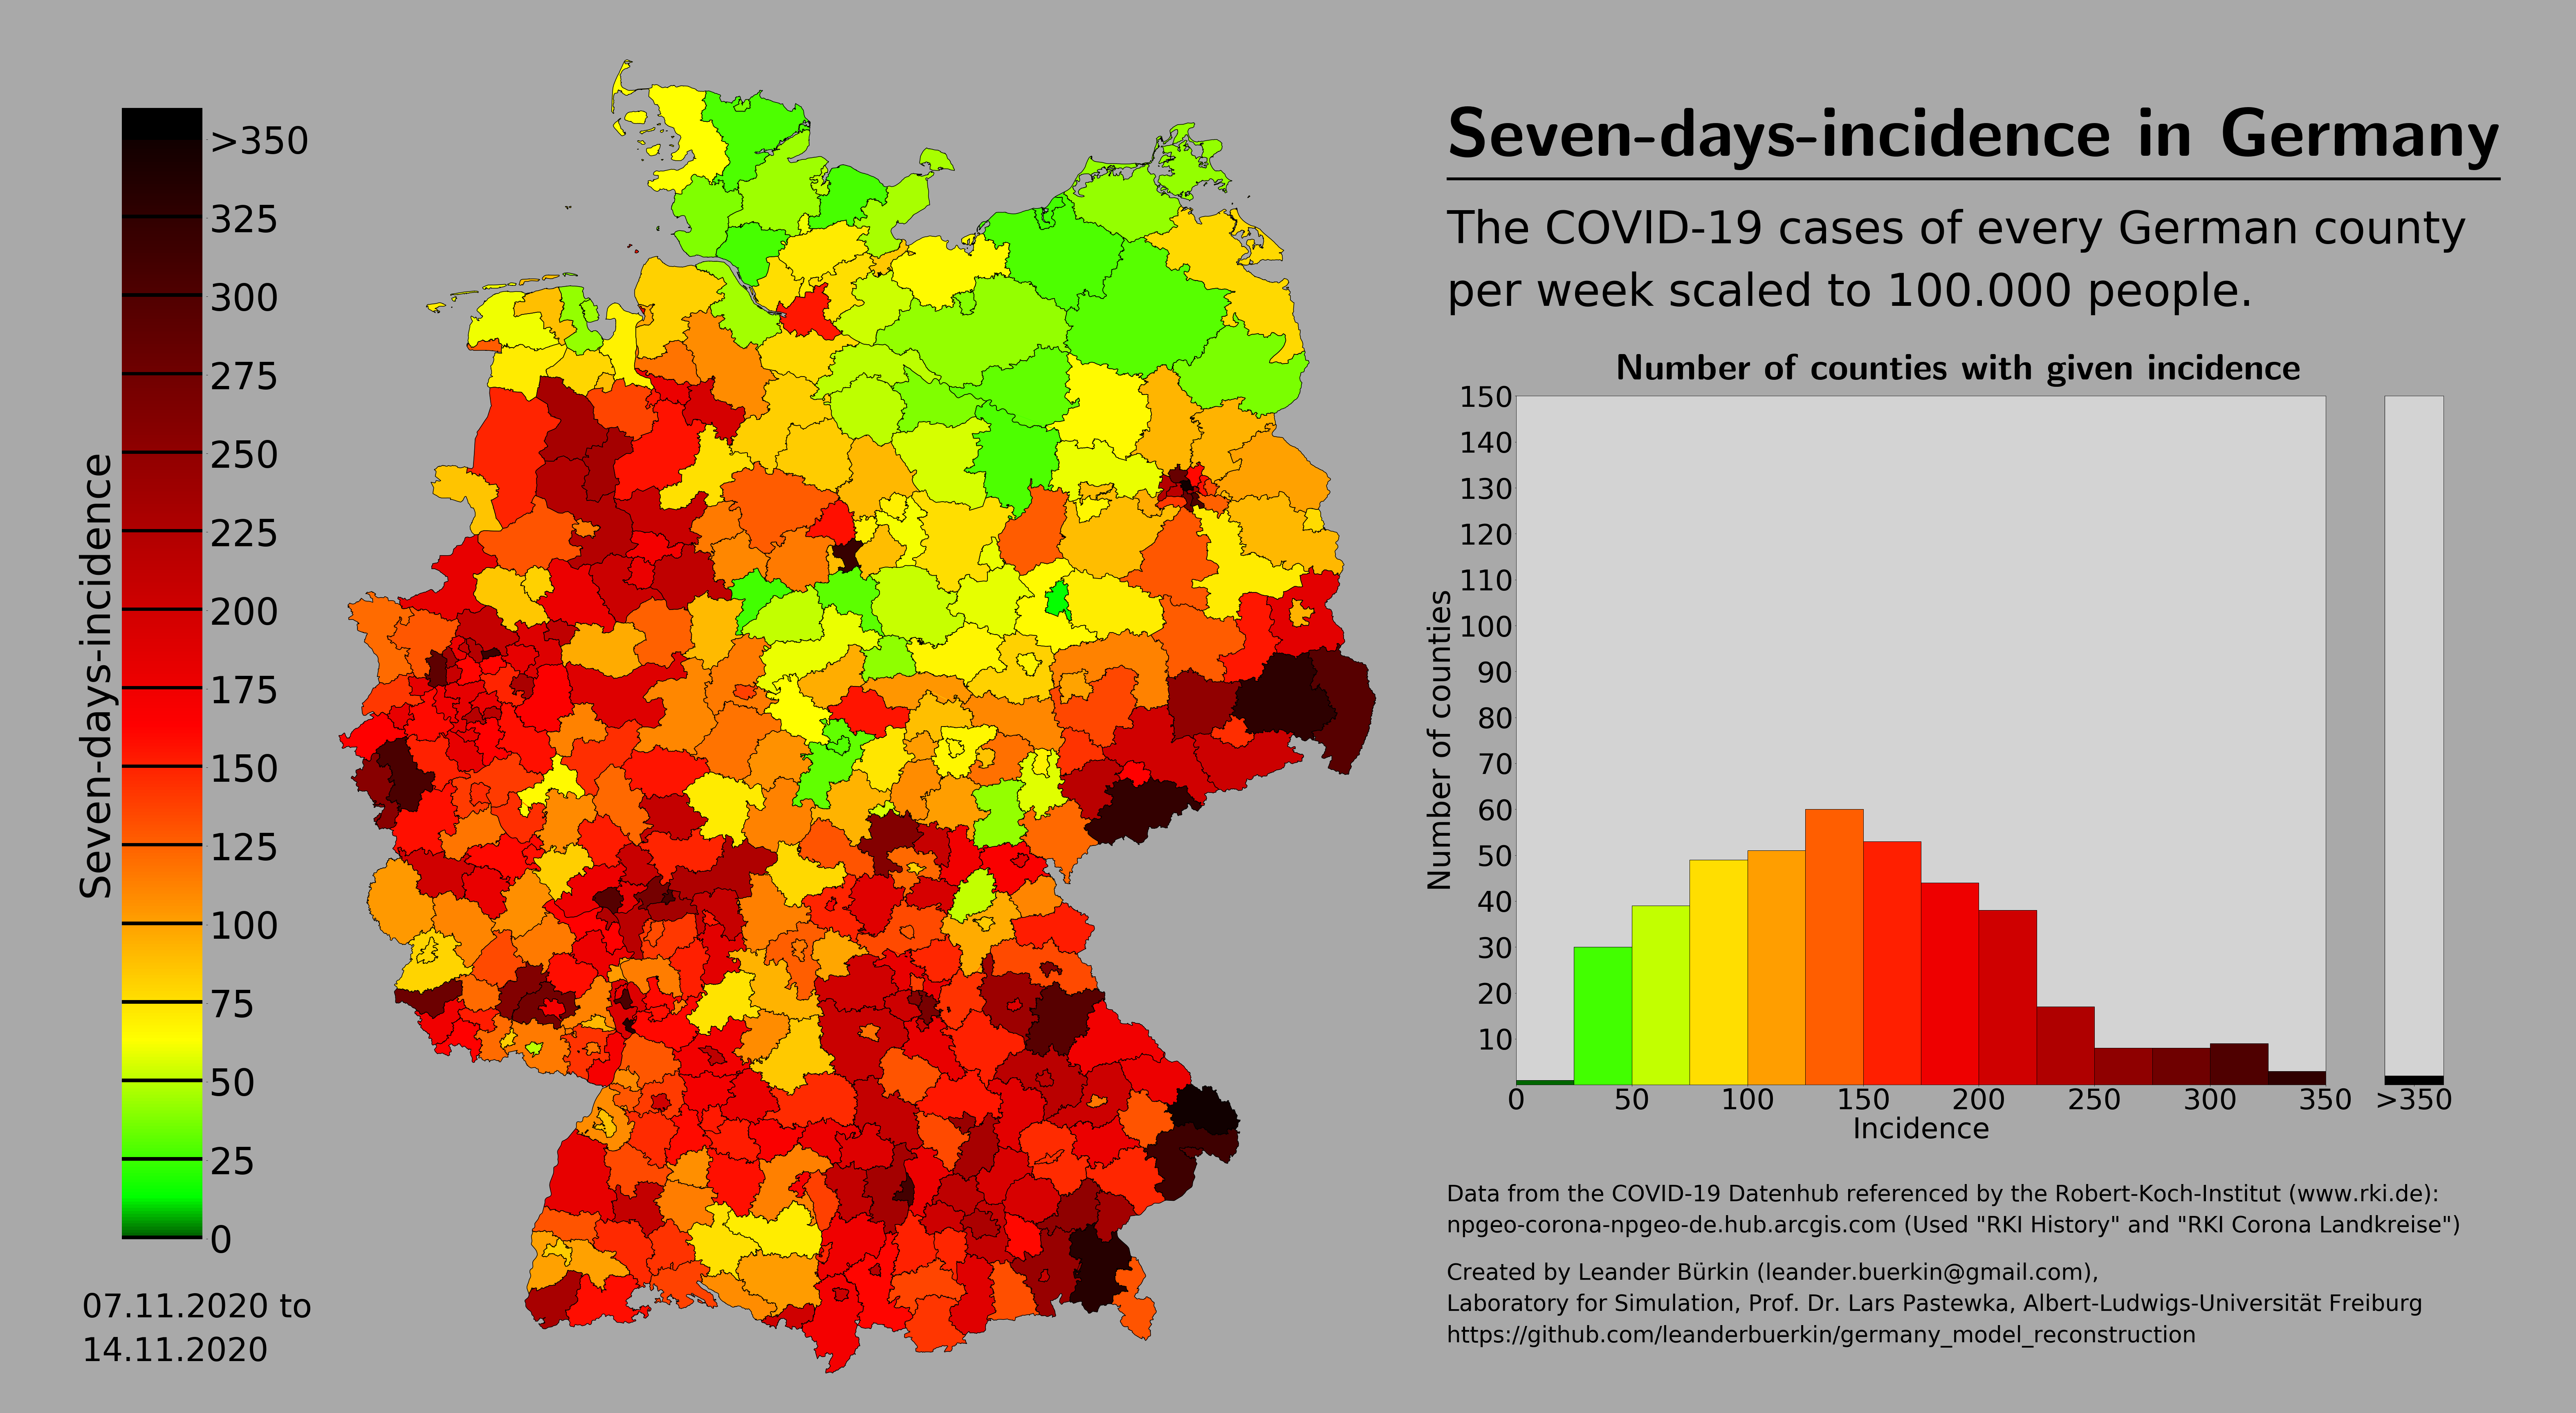 Seven-days-incidence in Germany
The COVID-19 cases of every German county
per week scaled to 100.000 people.
Seven-days-incidence
>350
325
300
275
250
225
200
175
150
125
100
75
50
25
0
07.11.2020 to
14.11.2020
Number of counties with given incidence
Number of counties
150
140
130
120
110
100
90
80
70
60
50
40
30
20
10
0 50 100 150 200 250 300 350 >350
Incidence
Data from the COVID-19 Datenhub referenced by the Robert-Koch-Institut (www.rki.de):
npgeo-corona-npgeo-de.hub.arcgis.com (Used "RKI History" and "RKI Corona Landkreise")
Created by Leander Bürkin (leander.buerkin@gmail.com),
Laboratory for Simulation, Prof. Dr. Lars Pastewka, Albert-Ludwigs-Universität Freiburg
https://github.com/leanderbuerkin/germany_model_reconstruction